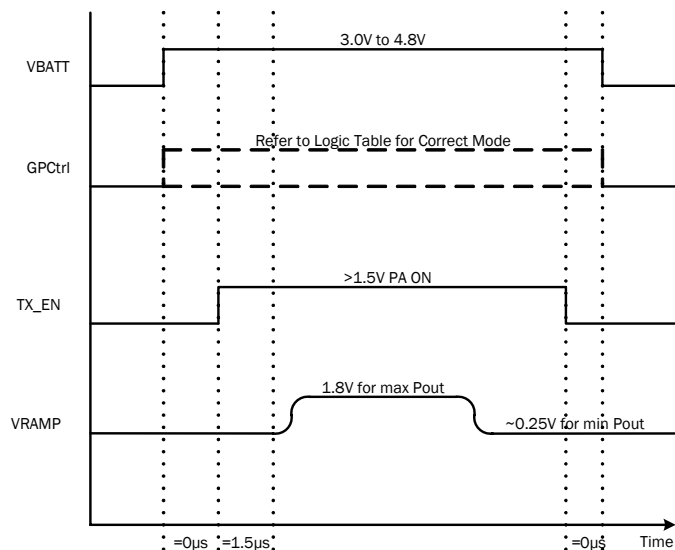 VBATT
3.0V to 4.8V
Refer to Logic Table for Correct Mode
GPCtrl
>1.5V PA ON
TX_EN
1.8V for max Pout
VRAMP
~0.25V for min Pout
=0µs =1.5µs =0µs Time